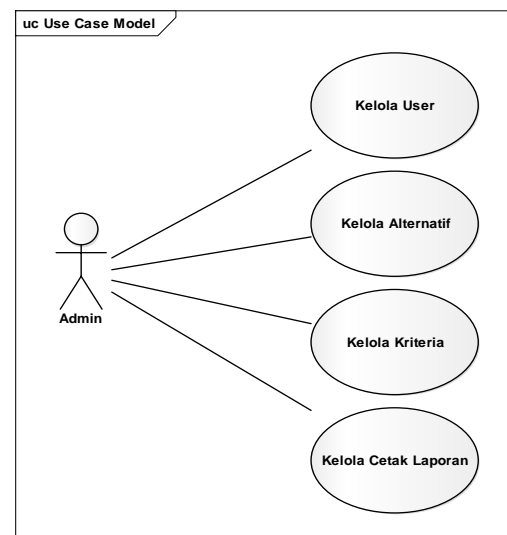 uc Use Case Model
Kelola User
Kelola Alternatif
Admin
Kelola Kriteria
Kelola Cetak Laporan